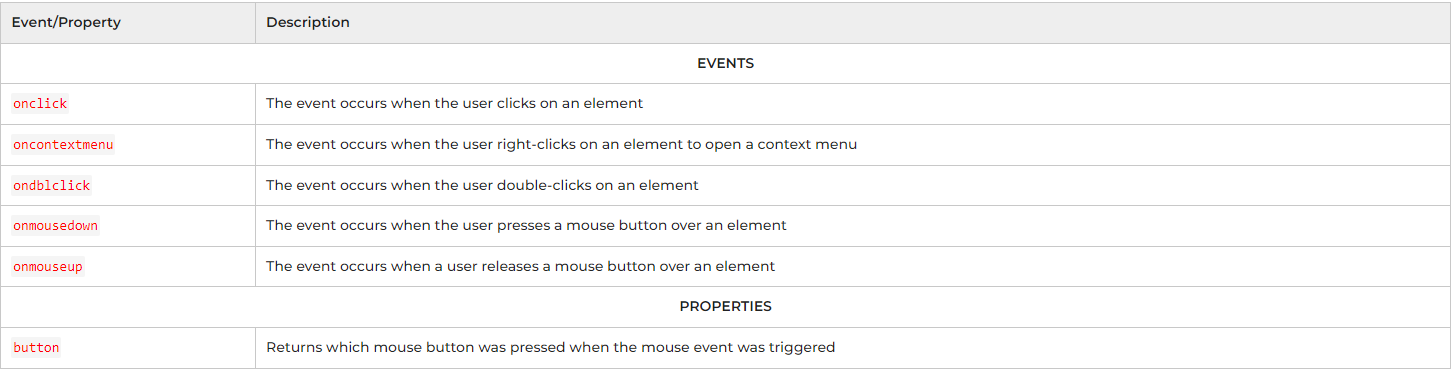 Event/Property Description
EVENTS
onclick The event occurs when the user clicks on an element
oncontextmenu The event occurs when the user right-clicks on an element to open a context menu
ondblclick The event occurs when the user double-clicks on an element
onmousedown The event occurs when the user presses a mouse button over an element
onmouseup The event occurs when a user releases a mouse button over an element
PROPERTIES
button Returns which mouse button was pressed when the mouse event was triggered